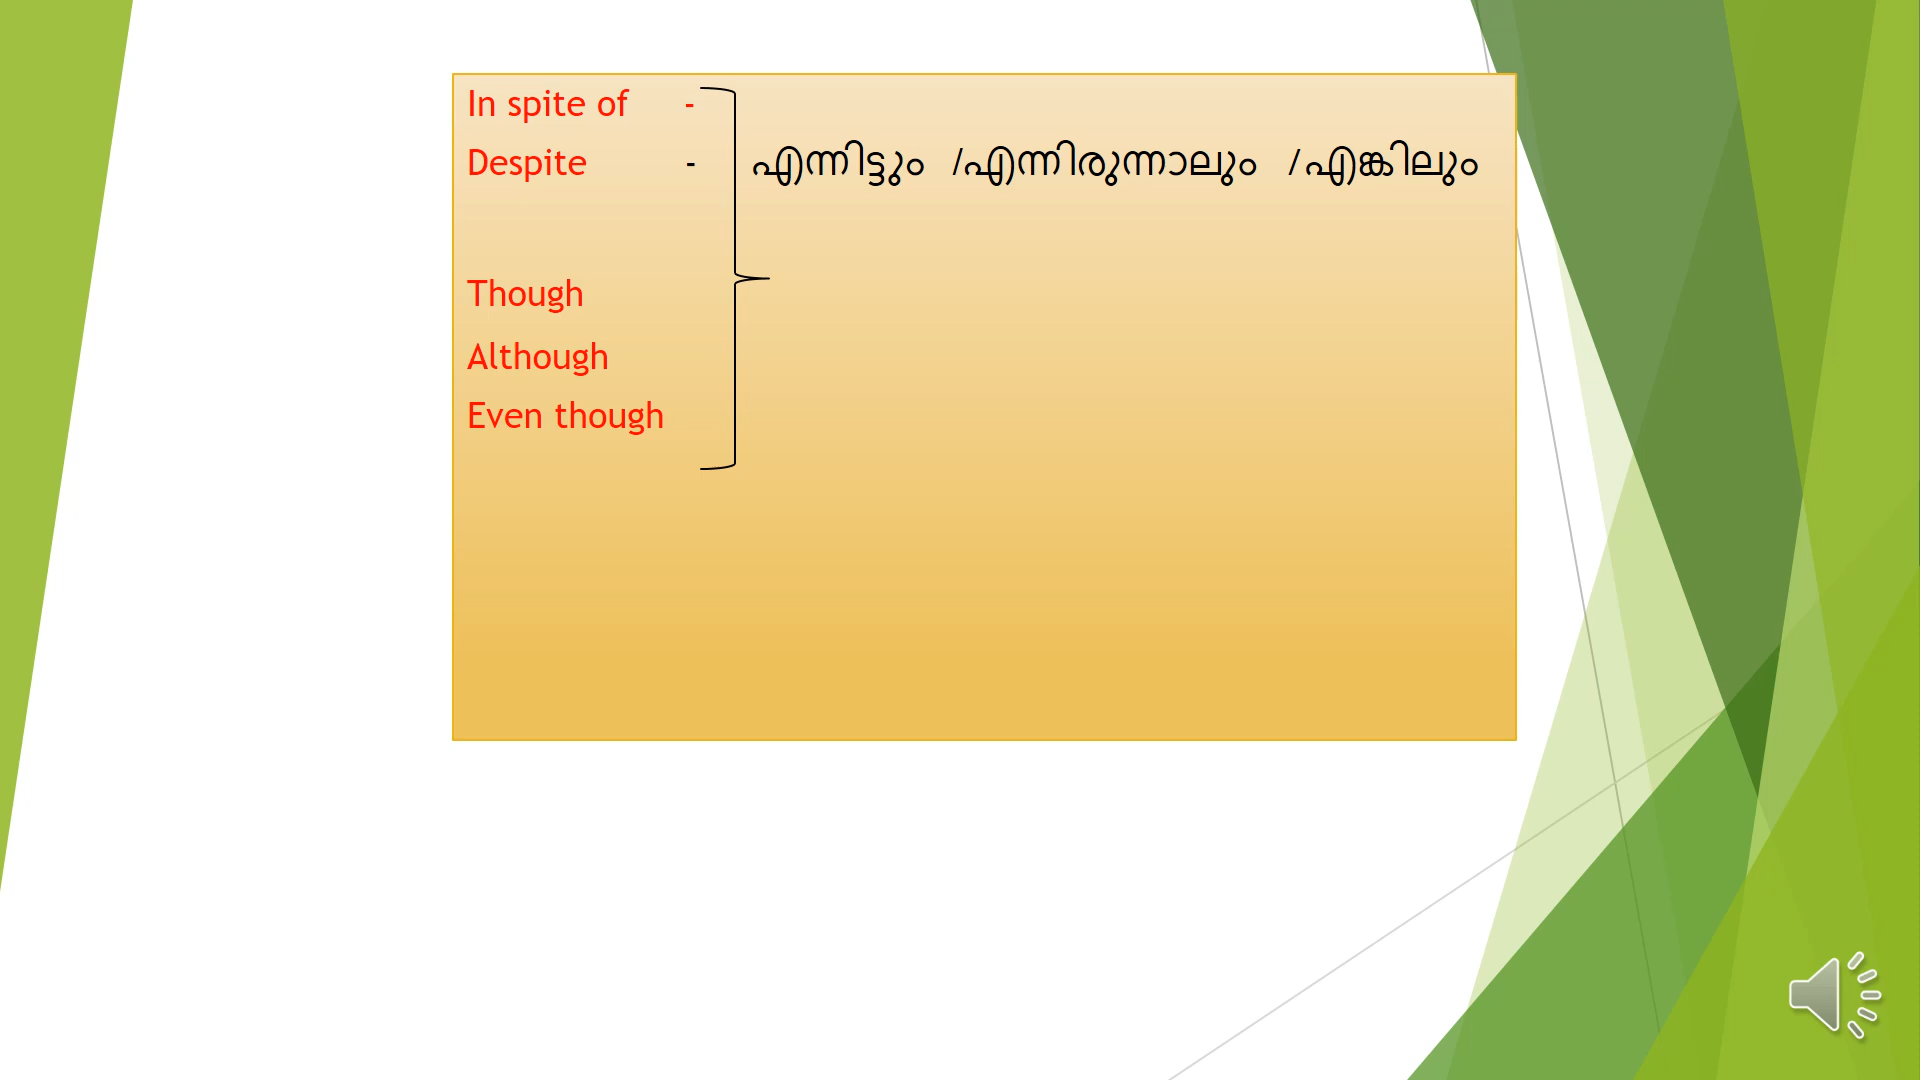 In spite of -
Despite - എന്നിട്ടും /എന്നിരുന്നാലും /എങ്കിലും
Though
Although
Even though